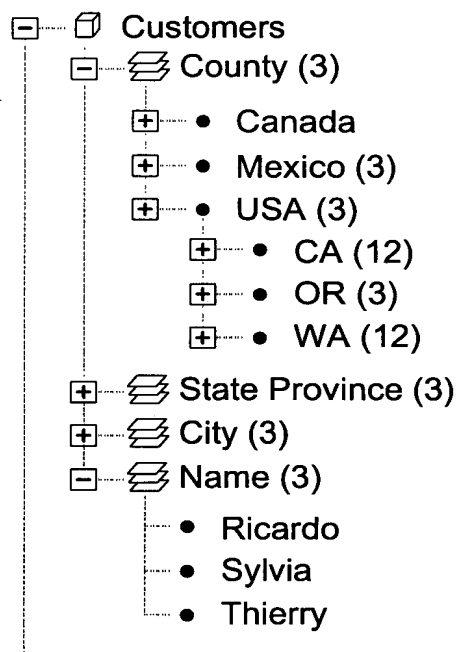 Customers
County (3)
Canada
Mexico (3)
USA (3)
CA (12)
OR (3)
WA (12)
State Province (3)
City (3)
Name (3)
Ricardo
Sylvia
Thierry